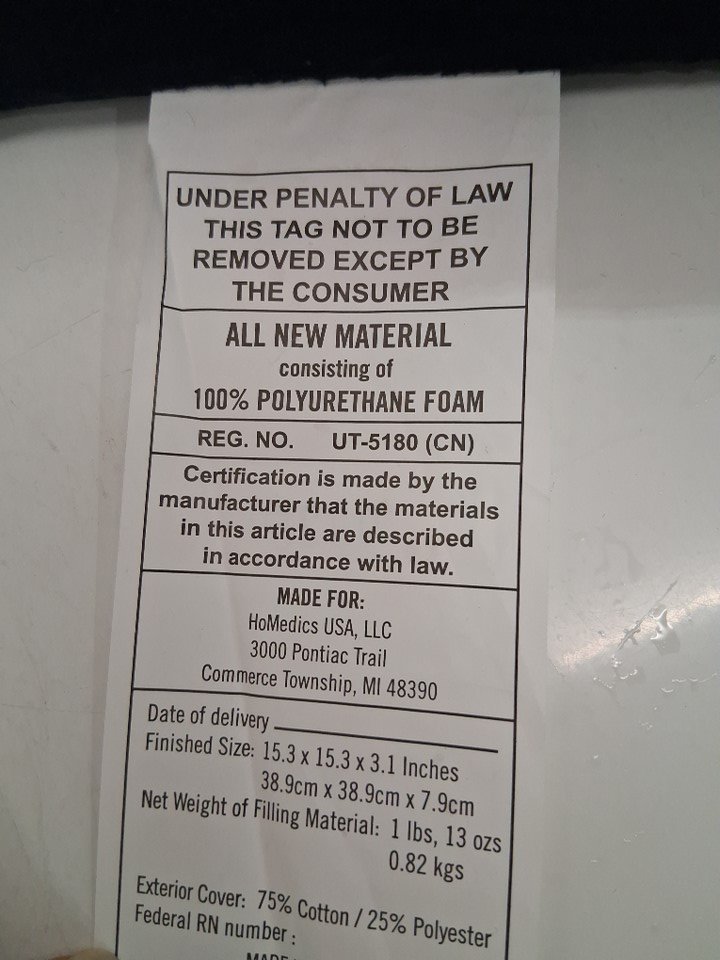 UNDER PENALTY OF LAW
THIS TAG NOT TO BE
REMOVED EXCEPT BY
THE CONSUMER
ALL NEW MATERIAL
consisting of
100% POLYURETHANE FOAM
REG. NO. UT-5180 (CN)
Certification is made by the
manufacturer that the materials
in this article are described
in accordance with law.
MADE FOR:
HoMedics USA, LLC
3000 Pontiac Trail
Commerce Township, MI 48390
Date of delivery
Finished Size: 15.3 x 15.3 x 3.1 Inches
38.9cm x 38.9cm x 7.9cm
Net Weight of Filling Material: 1 lbs, 13 ozs
0.82 kgs
Exterior Cover: 75% Cotton / 25% Polyester
Federal RN number :